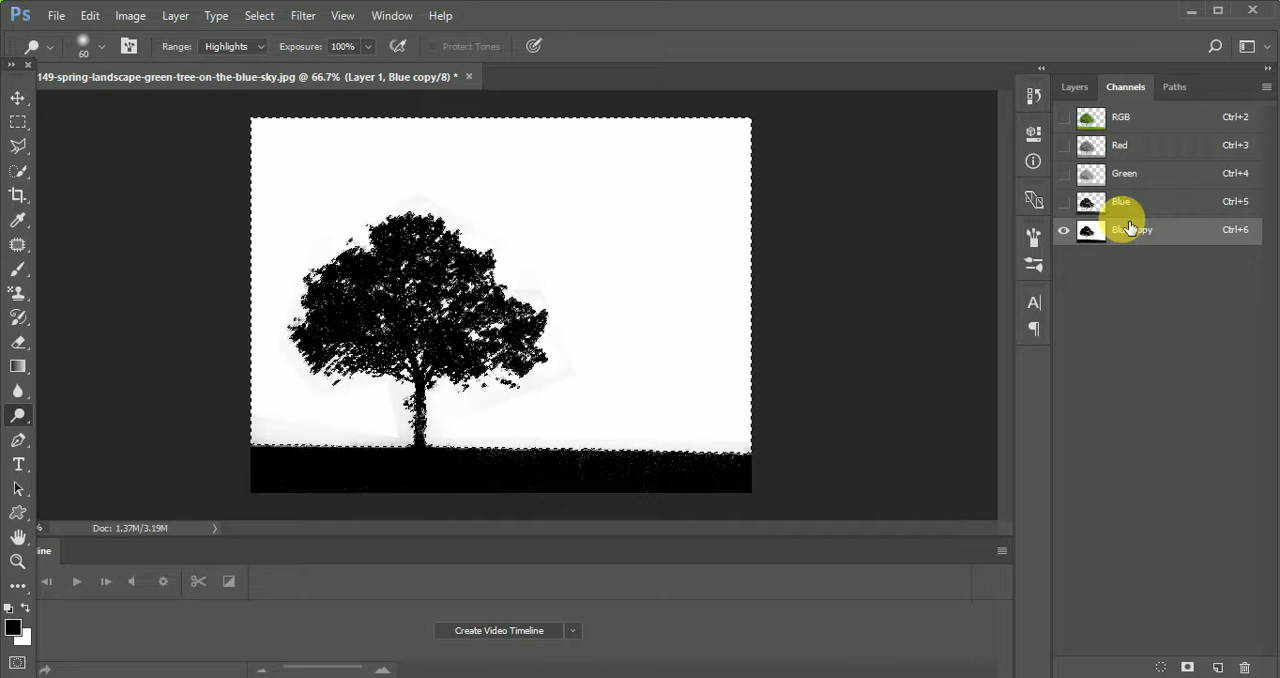 Ps File Edit Image Layer Type Select Filter View Window Help
60 Range: Highlights Exposure: 100% Protect Tones
149-spring-landscape-green-tree-on-the-blue-sky.jpg @ 66.7% (Layer 1, Blue copy/8) * ×
Layers Channels Paths
RGB Ctrl+2
Red Ctrl+3
Green Ctrl+4
Blue Ctrl+5
Blue copy Ctrl+6
% Doc: 1.37M/3.19M
ine
Create Video Timeline